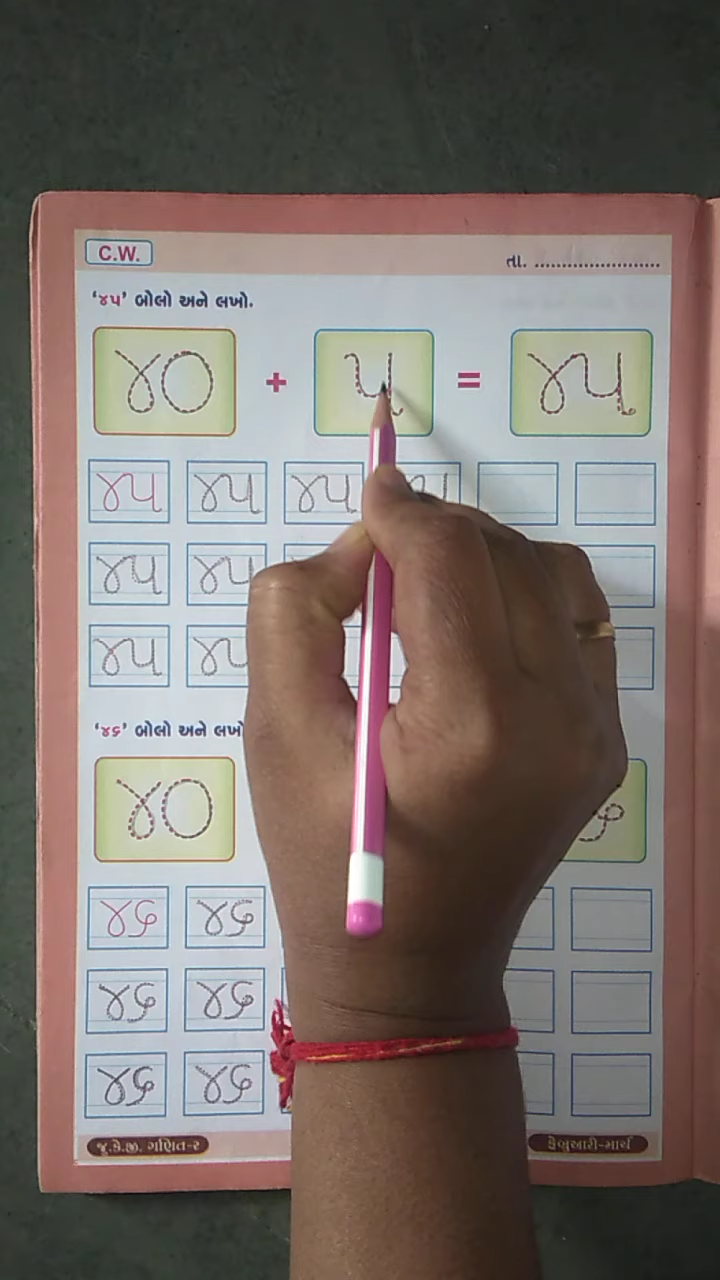 C.W.
તા. ........................
‘૪૫’ બોલો અને લખો.
૪૦ + ૫ = ૪૫
૪૫ ૪૫ ૪૫ ૪૫
૪૫ ૪૫
૪૫ ૪૫
‘૪૬’ બોલો અને લખો
૪૦
૪૬ ૪૬
૪૬ ૪૬
૪૬ ૪૬
જૂ.કે.જી. ગણિત-૨
ફેબ્રુઆરી-માર્ચ